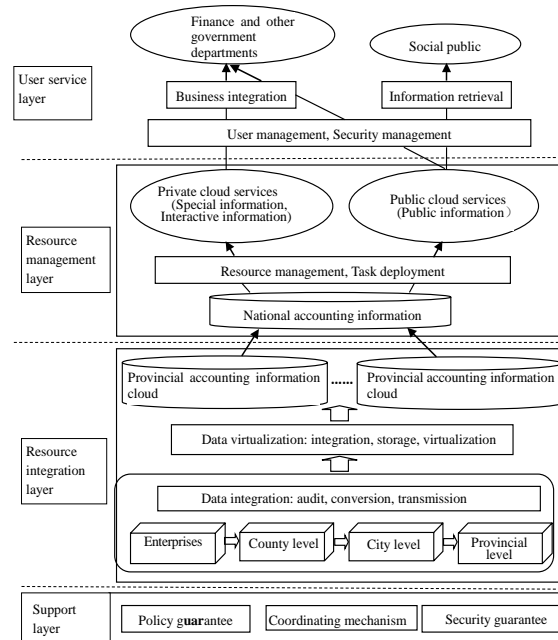 Finance and other
government
departments
Social public
User service
layer
Business integration
Information retrieval
User management, Security management
Private cloud services
(Special information,
Interactive information)
Public cloud services
(Public information）
Resource
management
layer
Resource management, Task deployment
National accounting information
Provincial accounting information
cloud
......
Provincial accounting information
cloud
Data virtualization: integration, storage, virtualization
Resource
integration
layer
Data integration: audit, conversion, transmission
Enterprises
County level
City level
Provincial
level
Support
layer
Policy guarantee
Coordinating mechanism
Security guarantee